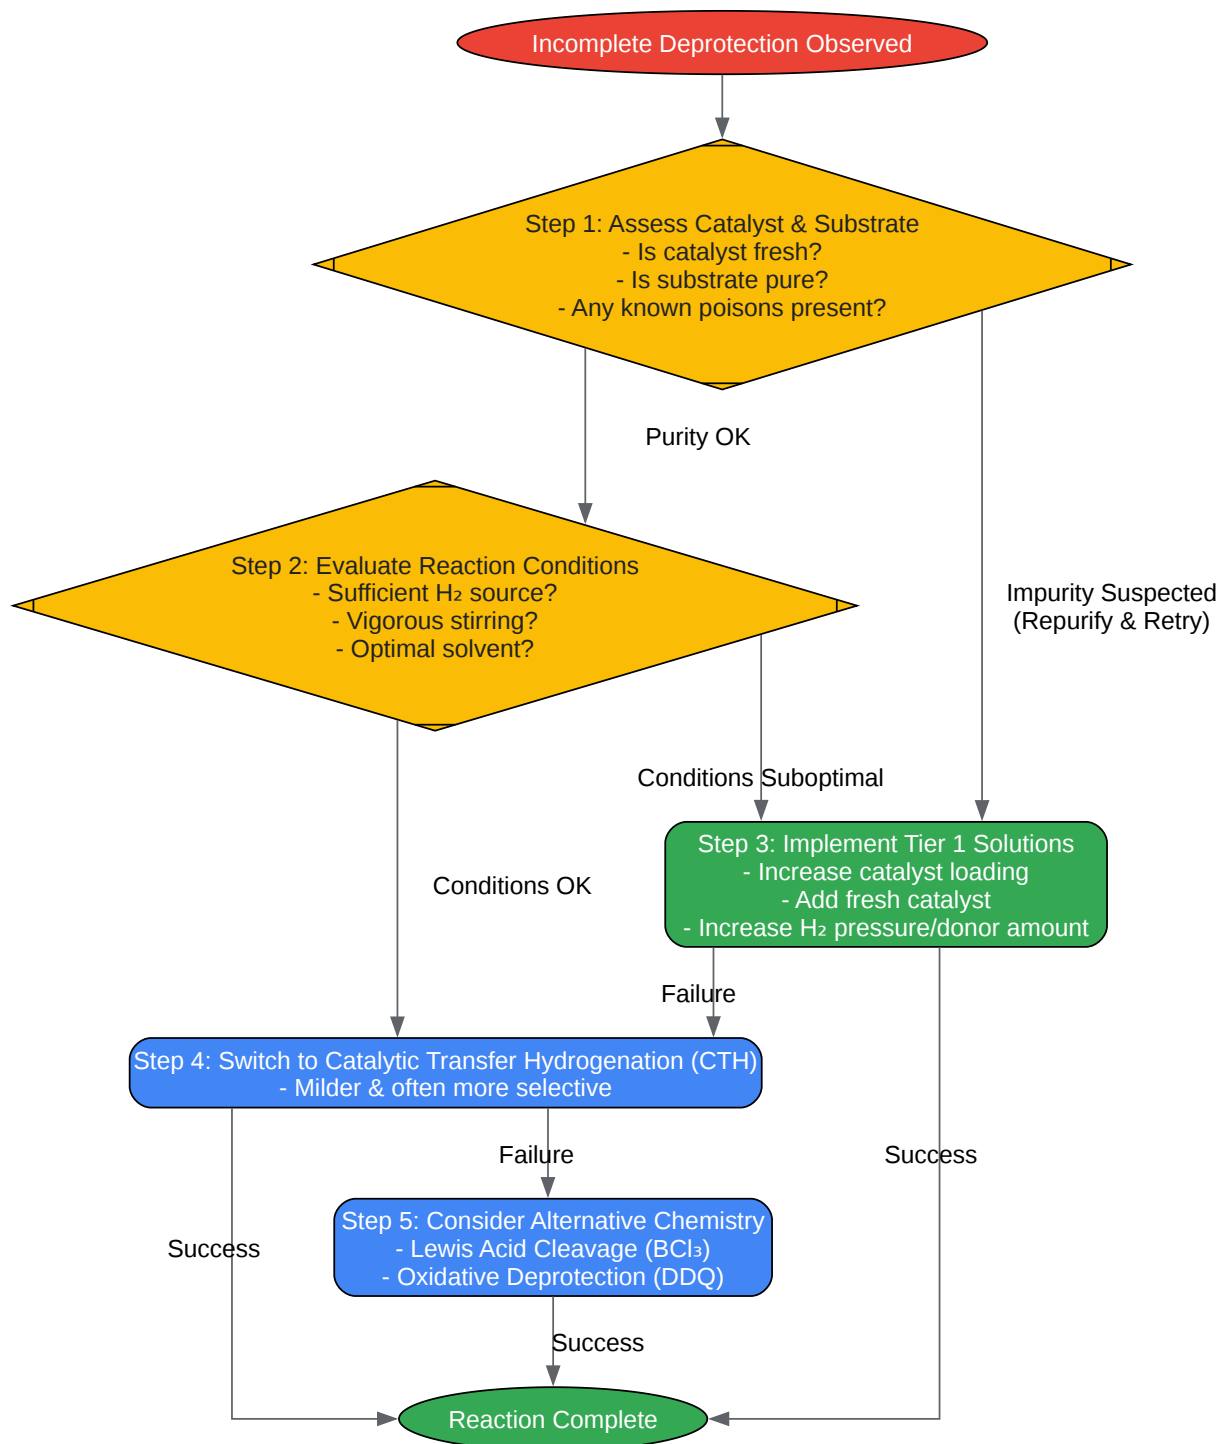 Incomplete Deprotection Observed
Step 1: Assess Catalyst & Substrate
- Is catalyst fresh?
- Is substrate pure?
- Any known poisons present?
Purity OK
Step 2: Evaluate Reaction Conditions
- Sufficient H₂ source?
- Vigorous stirring?
- Optimal solvent?
Impurity Suspected
(Repurify & Retry)
Conditions Suboptimal
Step 3: Implement Tier 1 Solutions
- Increase catalyst loading
- Add fresh catalyst
- Increase H₂ pressure/donor amount
Conditions OK
Failure
Step 4: Switch to Catalytic Transfer Hydrogenation (CTH)
- Milder & often more selective
Failure
Success
Step 5: Consider Alternative Chemistry
- Lewis Acid Cleavage (BCl₃)
- Oxidative Deprotection (DDQ)
Success
Success
Reaction Complete